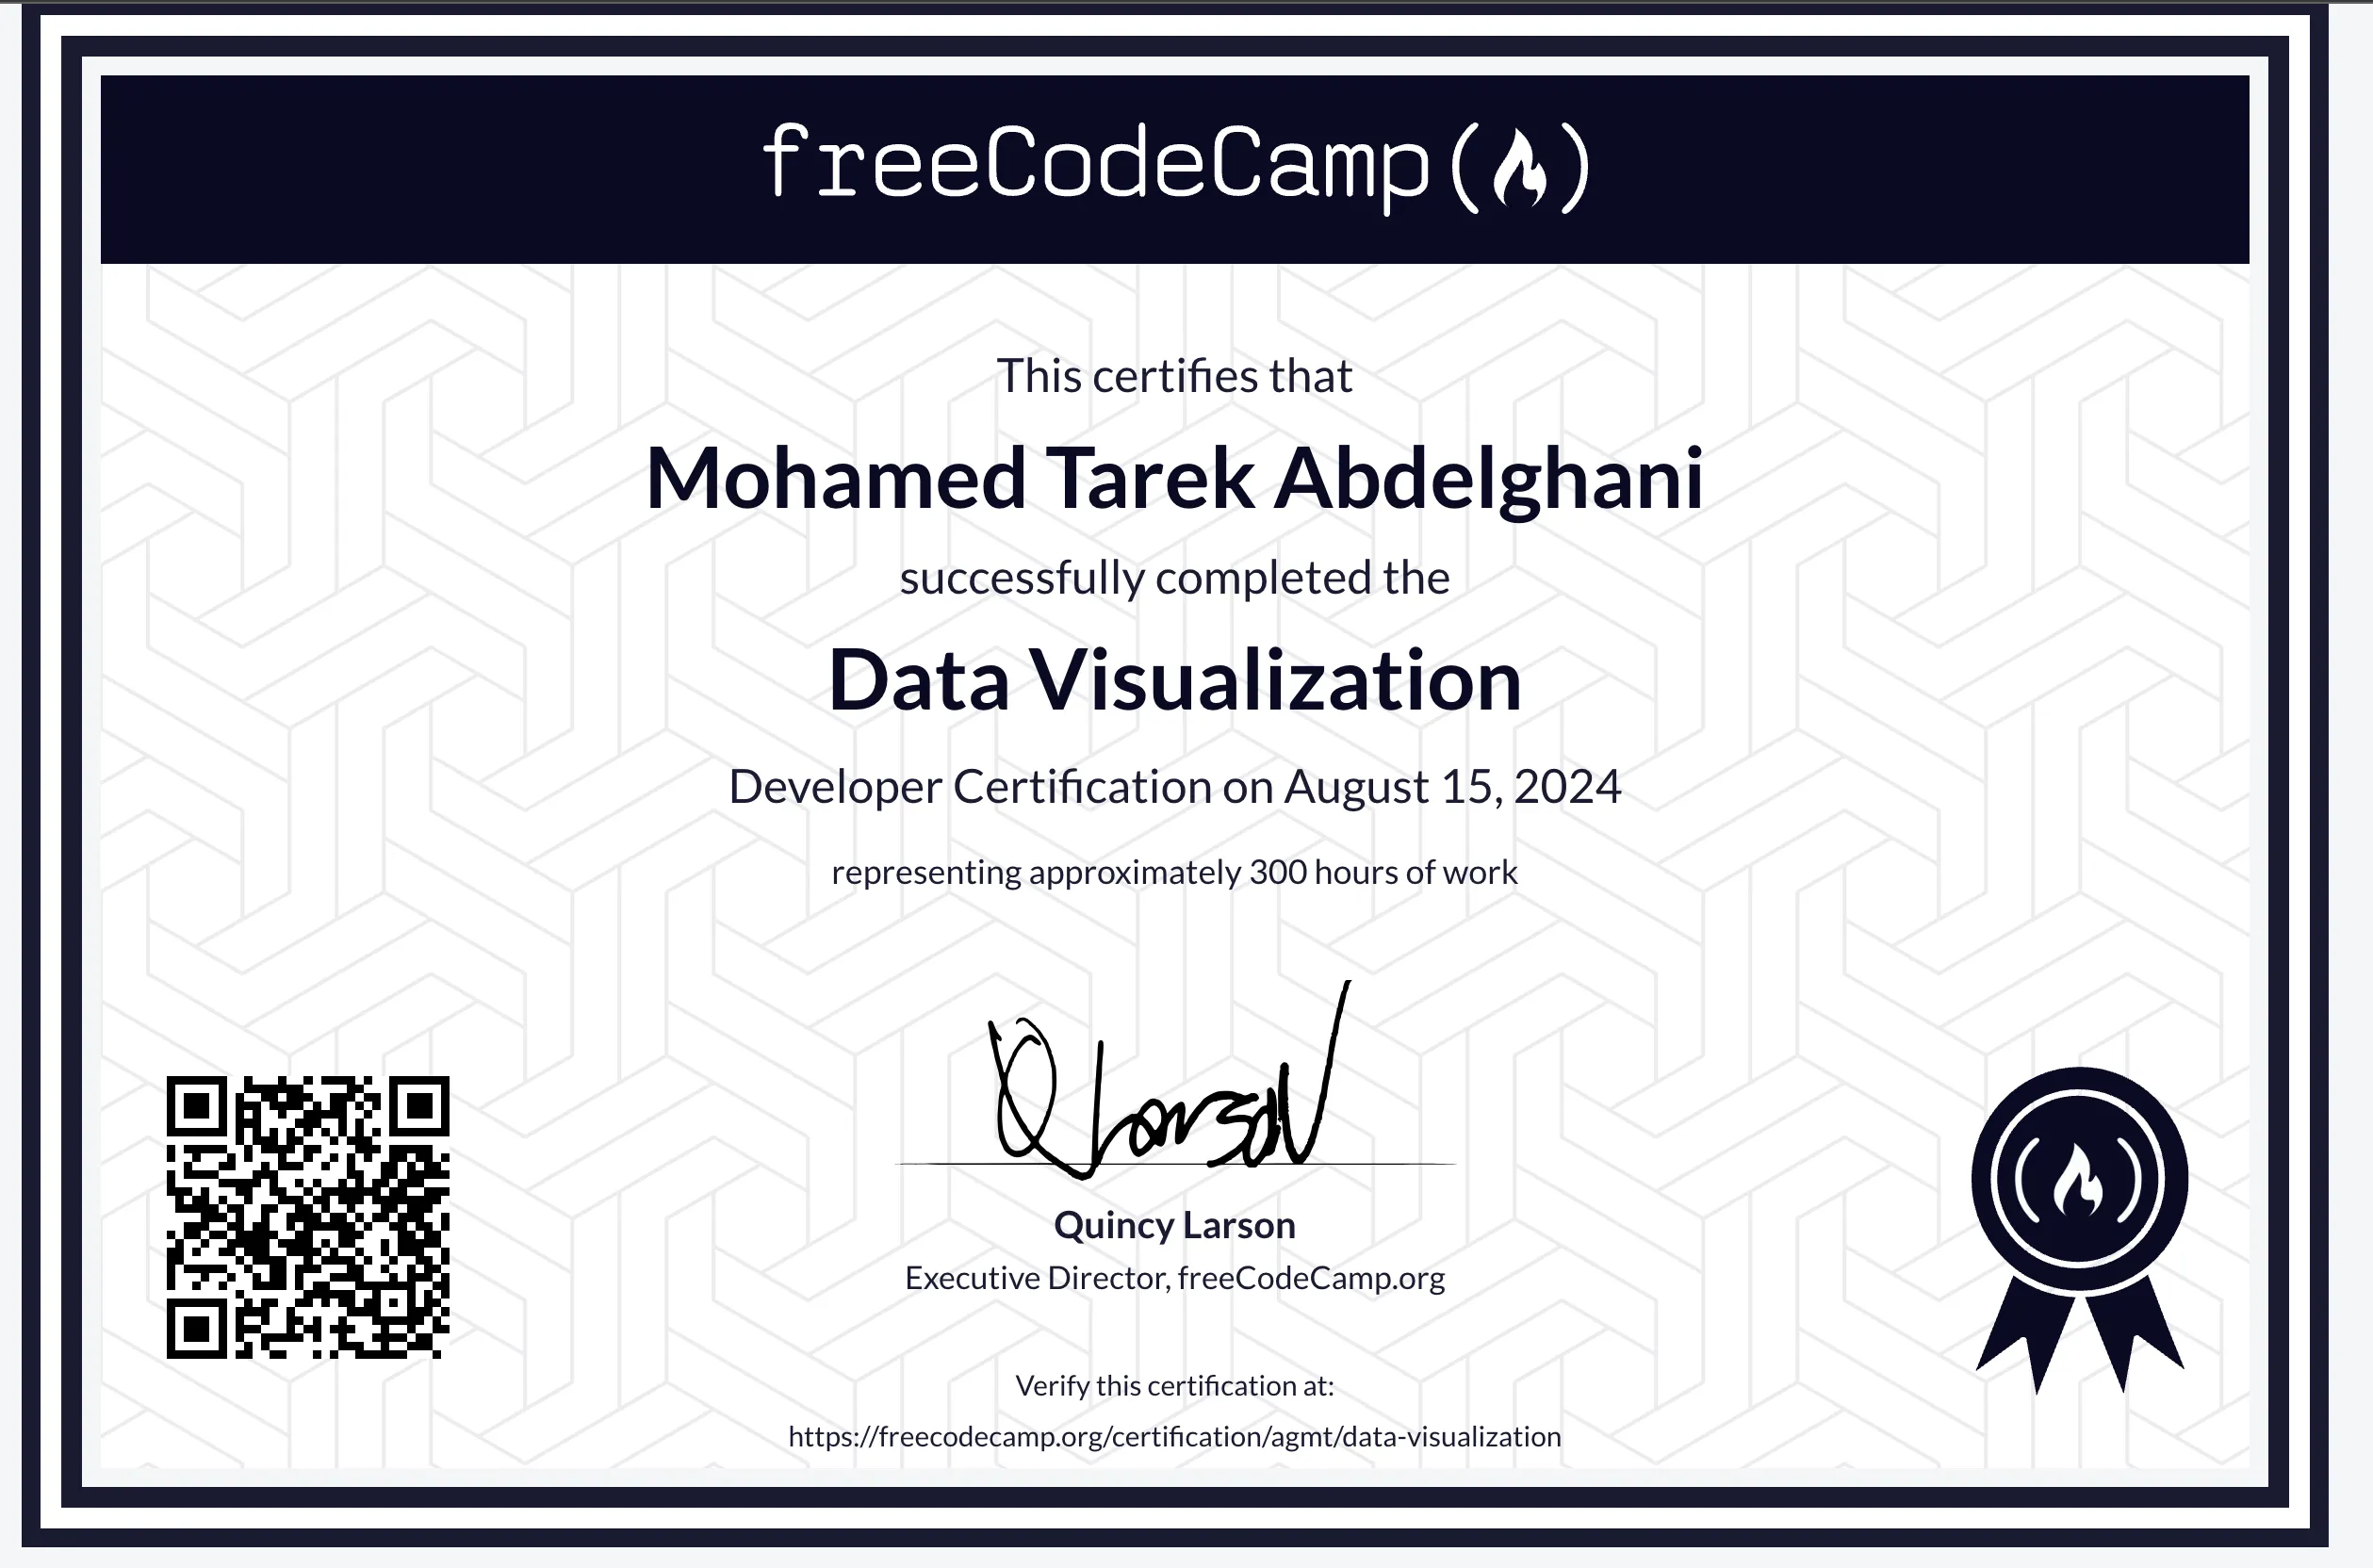 freeCodeCamp
This certifies that
Mohamed Tarek Abdelghani
successfully completed the
Data Visualization
Developer Certification on August 15, 2024
representing approximately 300 hours of work
Quincy Larson
Executive Director, freeCodeCamp.org
Verify this certification at:
https://freecodecamp.org/certification/agmt/data-visualization